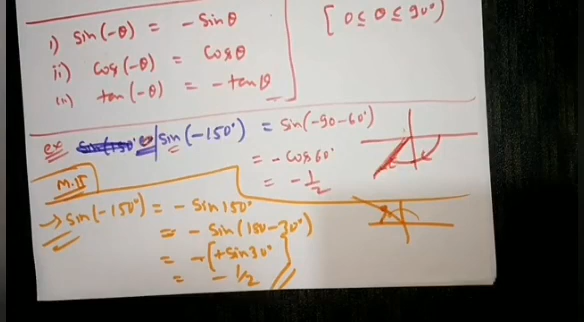 i) sin(-θ) = - sinθ [0 ≤ θ ≤ 90°)
ii) cos(-θ) = cosθ
iii) tan(-θ) = - tanθ
ex sin(-150°) = sin(-90-60°)
= - cos60°
= - 1/2
M.II
→ sin(-150°) = - sin150°
= - sin(180-30°)
= -[+sin30°]
= - 1/2